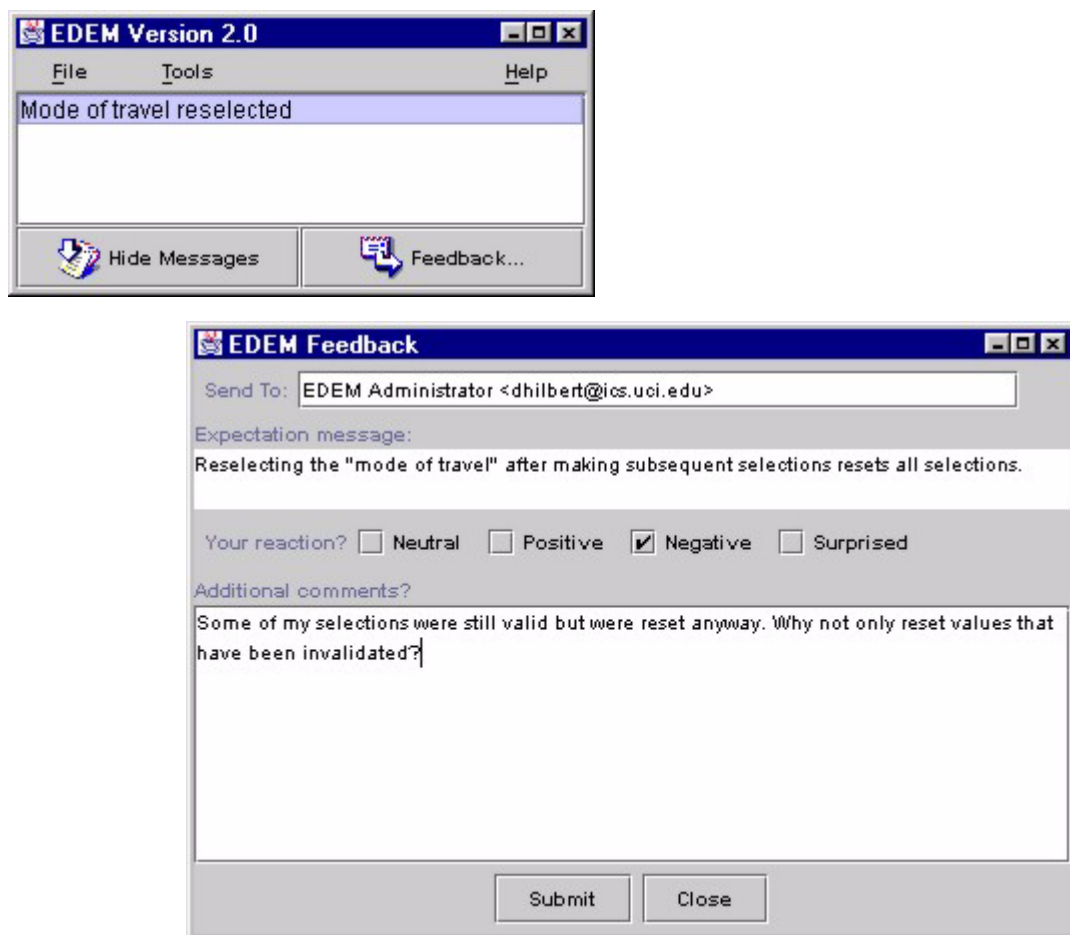 EDEM Version 2.0
File Tools Help
Mode of travel reselected
Hide Messages Feedback...
EDEM Feedback
Send To: EDEM Administrator <dhilbert@ics.uci.edu>
Expectation message:
Reselecting the "mode of travel" after making subsequent selections resets all selections.
Your reaction? Neutral Positive Negative Surprised
Additional comments?
Some of my selections were still valid but were reset anyway. Why not only reset values that
have been invalidated?
Submit Close